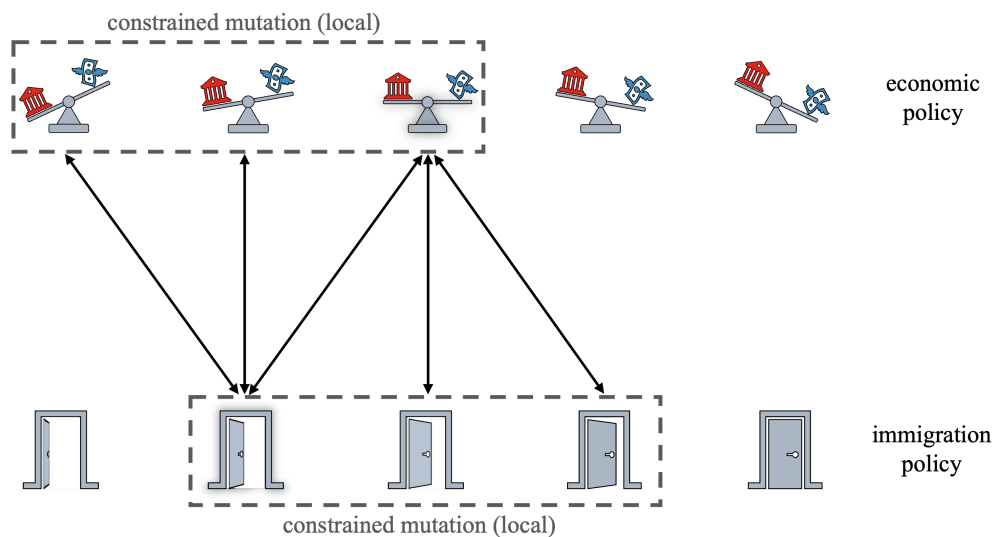 constrained mutation (local)
economic
policy
immigration
policy
constrained mutation (local)